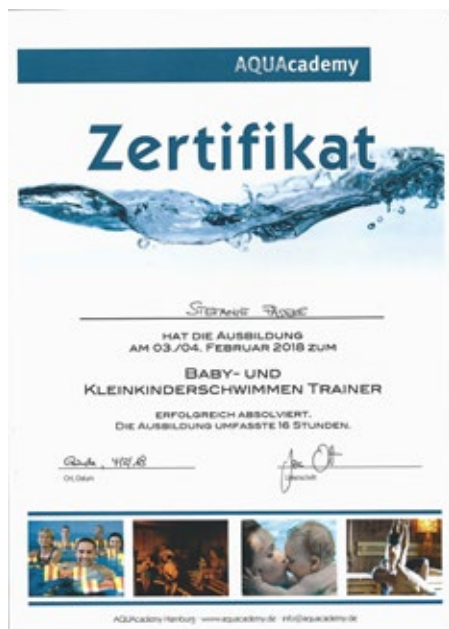 AQUAcademy
Zertifikat
STEFANIE
HAT DIE AUSBILDUNG
AM 03./04. FEBRUAR 2018 ZUM
BABY- UND
KLEINKINDERSCHWIMMEN TRAINER
ERFOLGREICH ABSOLVIERT.
DIE AUSBILDUNG UMFASSTE 16 STUNDEN.
Ort, Datum
Unterschrift
AQUAcademy Hamburg · www.aquacademy.de · info@aquacademy.de